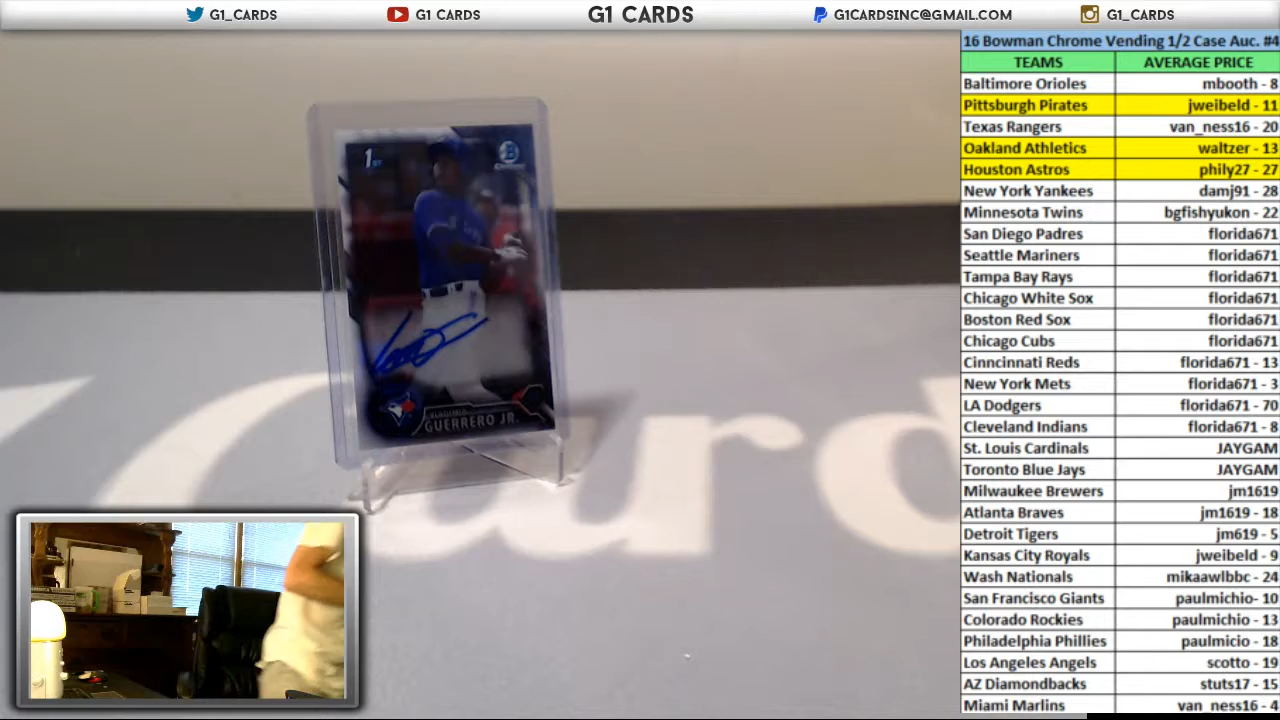 G1_CARDS
G1 CARDS
G1 CARDS
G1CARDSINC@GMAIL.COM
G1_CARDS
16 Bowman Chrome Vending 1/2 Case Auc. #4
TEAMS AVERAGE PRICE
Baltimore Orioles mbooth - 8
Pittsburgh Pirates jweibeld - 11
Texas Rangers van_ness16 - 20
Oakland Athletics waltzer - 13
Houston Astros phily27 - 27
New York Yankees damj91 - 28
Minnesota Twins bgfishyukon - 22
San Diego Padres florida671
Seattle Mariners florida671
Tampa Bay Rays florida671
Chicago White Sox florida671
Boston Red Sox florida671
Chicago Cubs florida671
Cinncinnati Reds florida671 - 13
New York Mets florida671 - 3
LA Dodgers florida671 - 70
Cleveland Indians florida671 - 8
St. Louis Cardinals JAYGAM
Toronto Blue Jays JAYGAM
Milwaukee Brewers jm1619
Atlanta Braves jm1619 - 18
Detroit Tigers jm619 - 5
Kansas City Royals jweibeld - 9
Wash Nationals mikaawlbbc - 24
San Francisco Giants paulmichio- 10
Colorado Rockies paulmichio - 13
Philadelphia Phillies paulmicio - 18
Los Angeles Angels scotto - 19
AZ Diamondbacks stuts17 - 15
Miami Marlins van_ness16 - 4
1ST
B
CHROME
VLADIMIR
GUERRERO JR.
Card